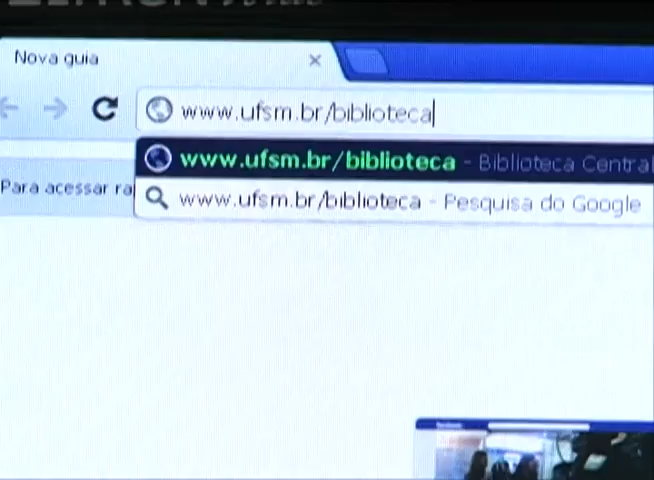 Nova guia
www.ufsm.br/biblioteca
www.ufsm.br/biblioteca - Biblioteca Central
Para acessar ra
www.ufsm.br/biblioteca - Pesquisa do Google